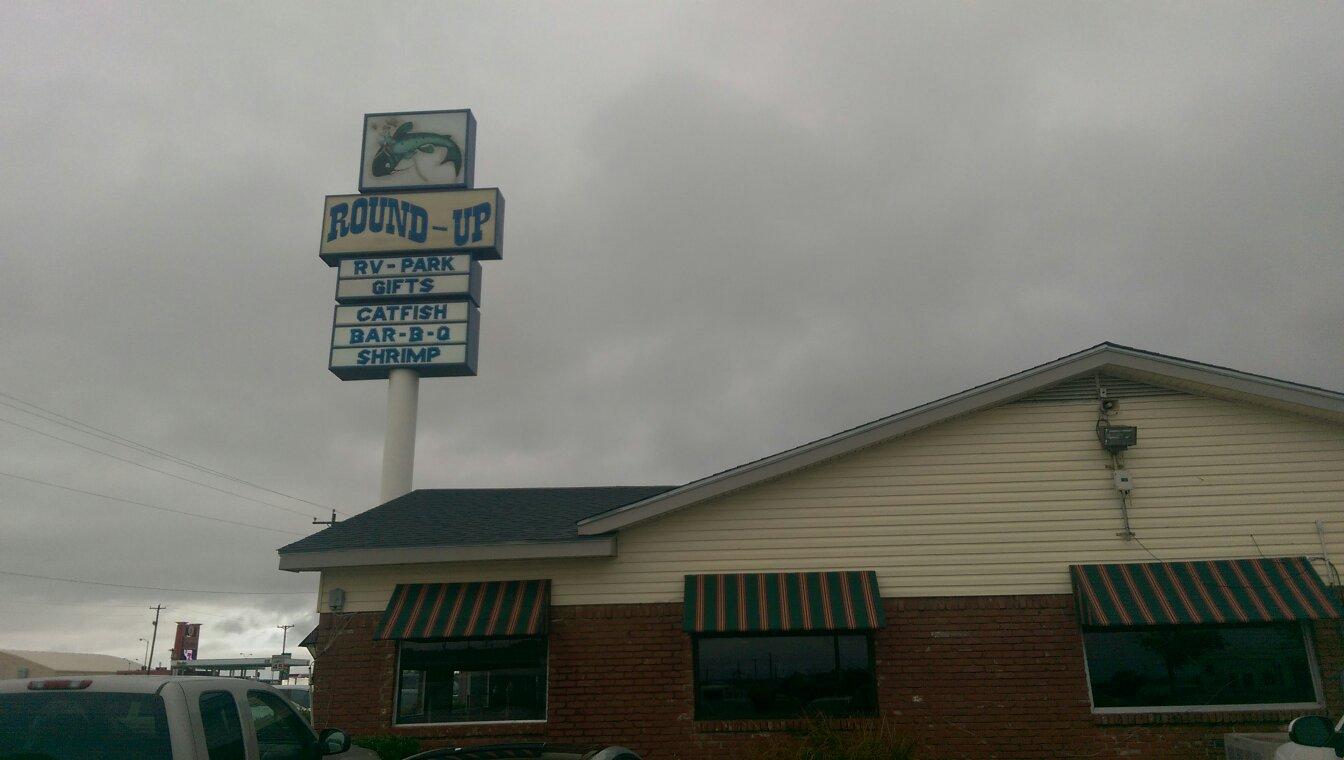 ROUND-UP
RV-PARK
GIFTS
CATFISH
BAR-B-Q
SHRIMP